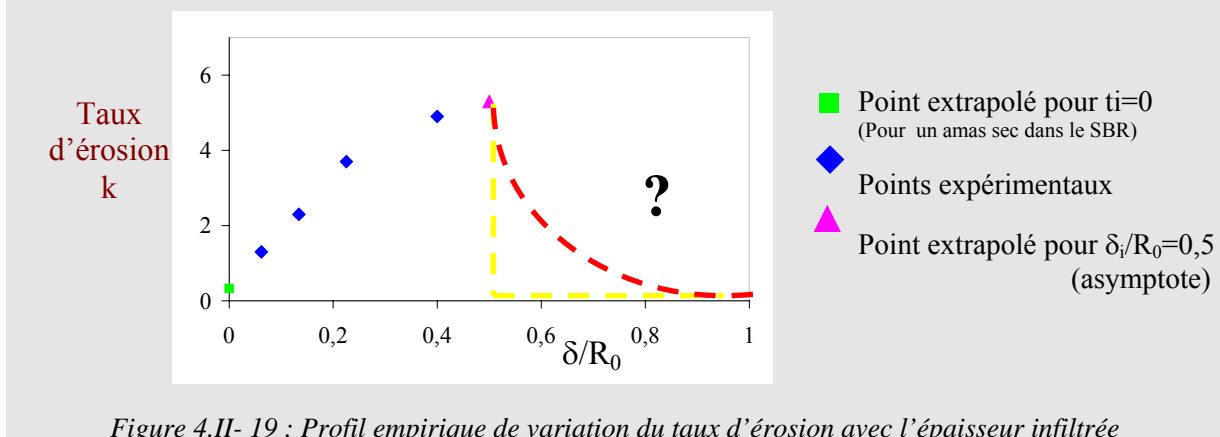 Taux
d'érosion
k
6
4
2
0
0 0,2 0,4 0,6 0,8 1
δ/R₀
?
Point extrapolé pour ti=0
(Pour un amas sec dans le SBR)
Points expérimentaux
Point extrapolé pour δᵢ/R₀=0,5
(asymptote)
Figure 4.II- 19 : Profil empirique de variation du taux d'érosion avec l'épaisseur infiltrée